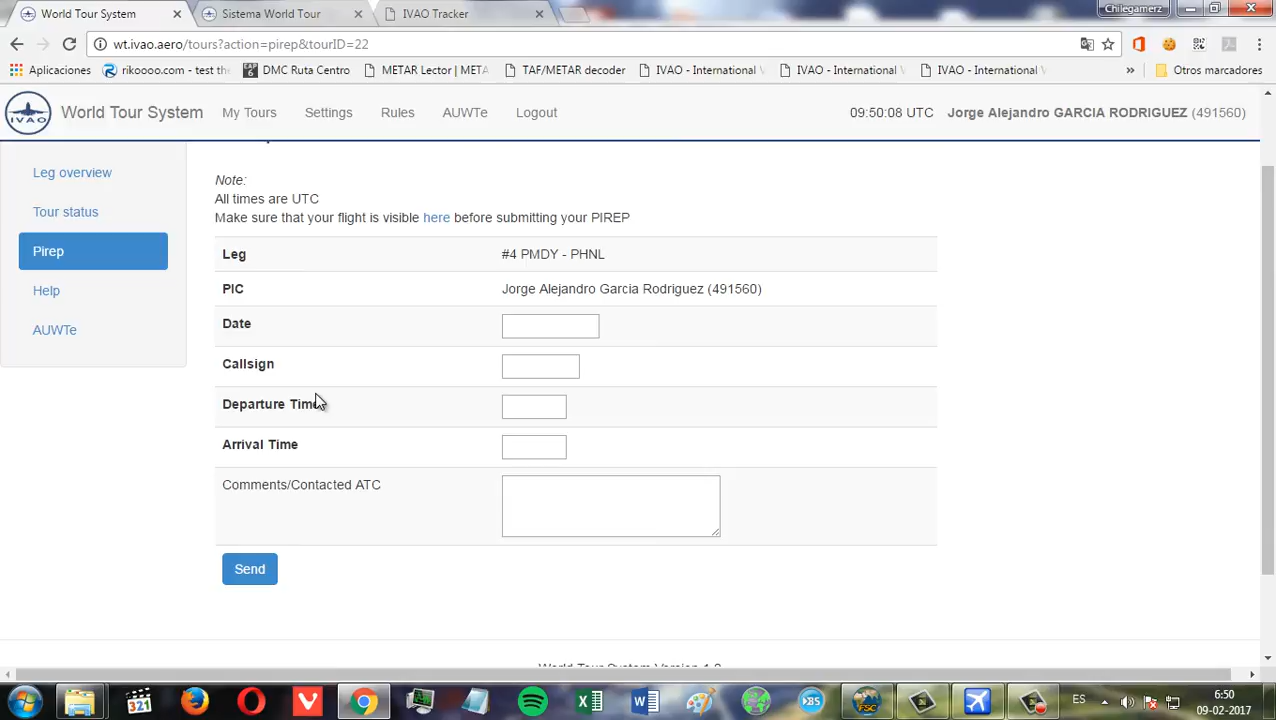 World Tour System
Sistema World Tour
IVAO Tracker
Chilegamerz
wt.ivao.aero/tours?action=pirep&tourID=22
Aplicaciones
rikoooo.com - test the
DMC Ruta Centro
METAR Lector | META
TAF/METAR decoder
IVAO - International V
IVAO - International V
IVAO - International V
Otros marcadores
IVAO
World Tour System
My Tours
Settings
Rules
AUWTe
Logout
09:50:08 UTC
Jorge Alejandro GARCIA RODRIGUEZ (491560)
Leg overview
Tour status
Pirep
Help
AUWTe
Note:
All times are UTC
Make sure that your flight is visible here before submitting your PIREP
Leg #4 PMDY - PHNL
PIC Jorge Alejandro Garcia Rodriguez (491560)
Date
Callsign
Departure Time
Arrival Time
Comments/Contacted ATC
Send
321
FSC
ES
6:50
09-02-2017